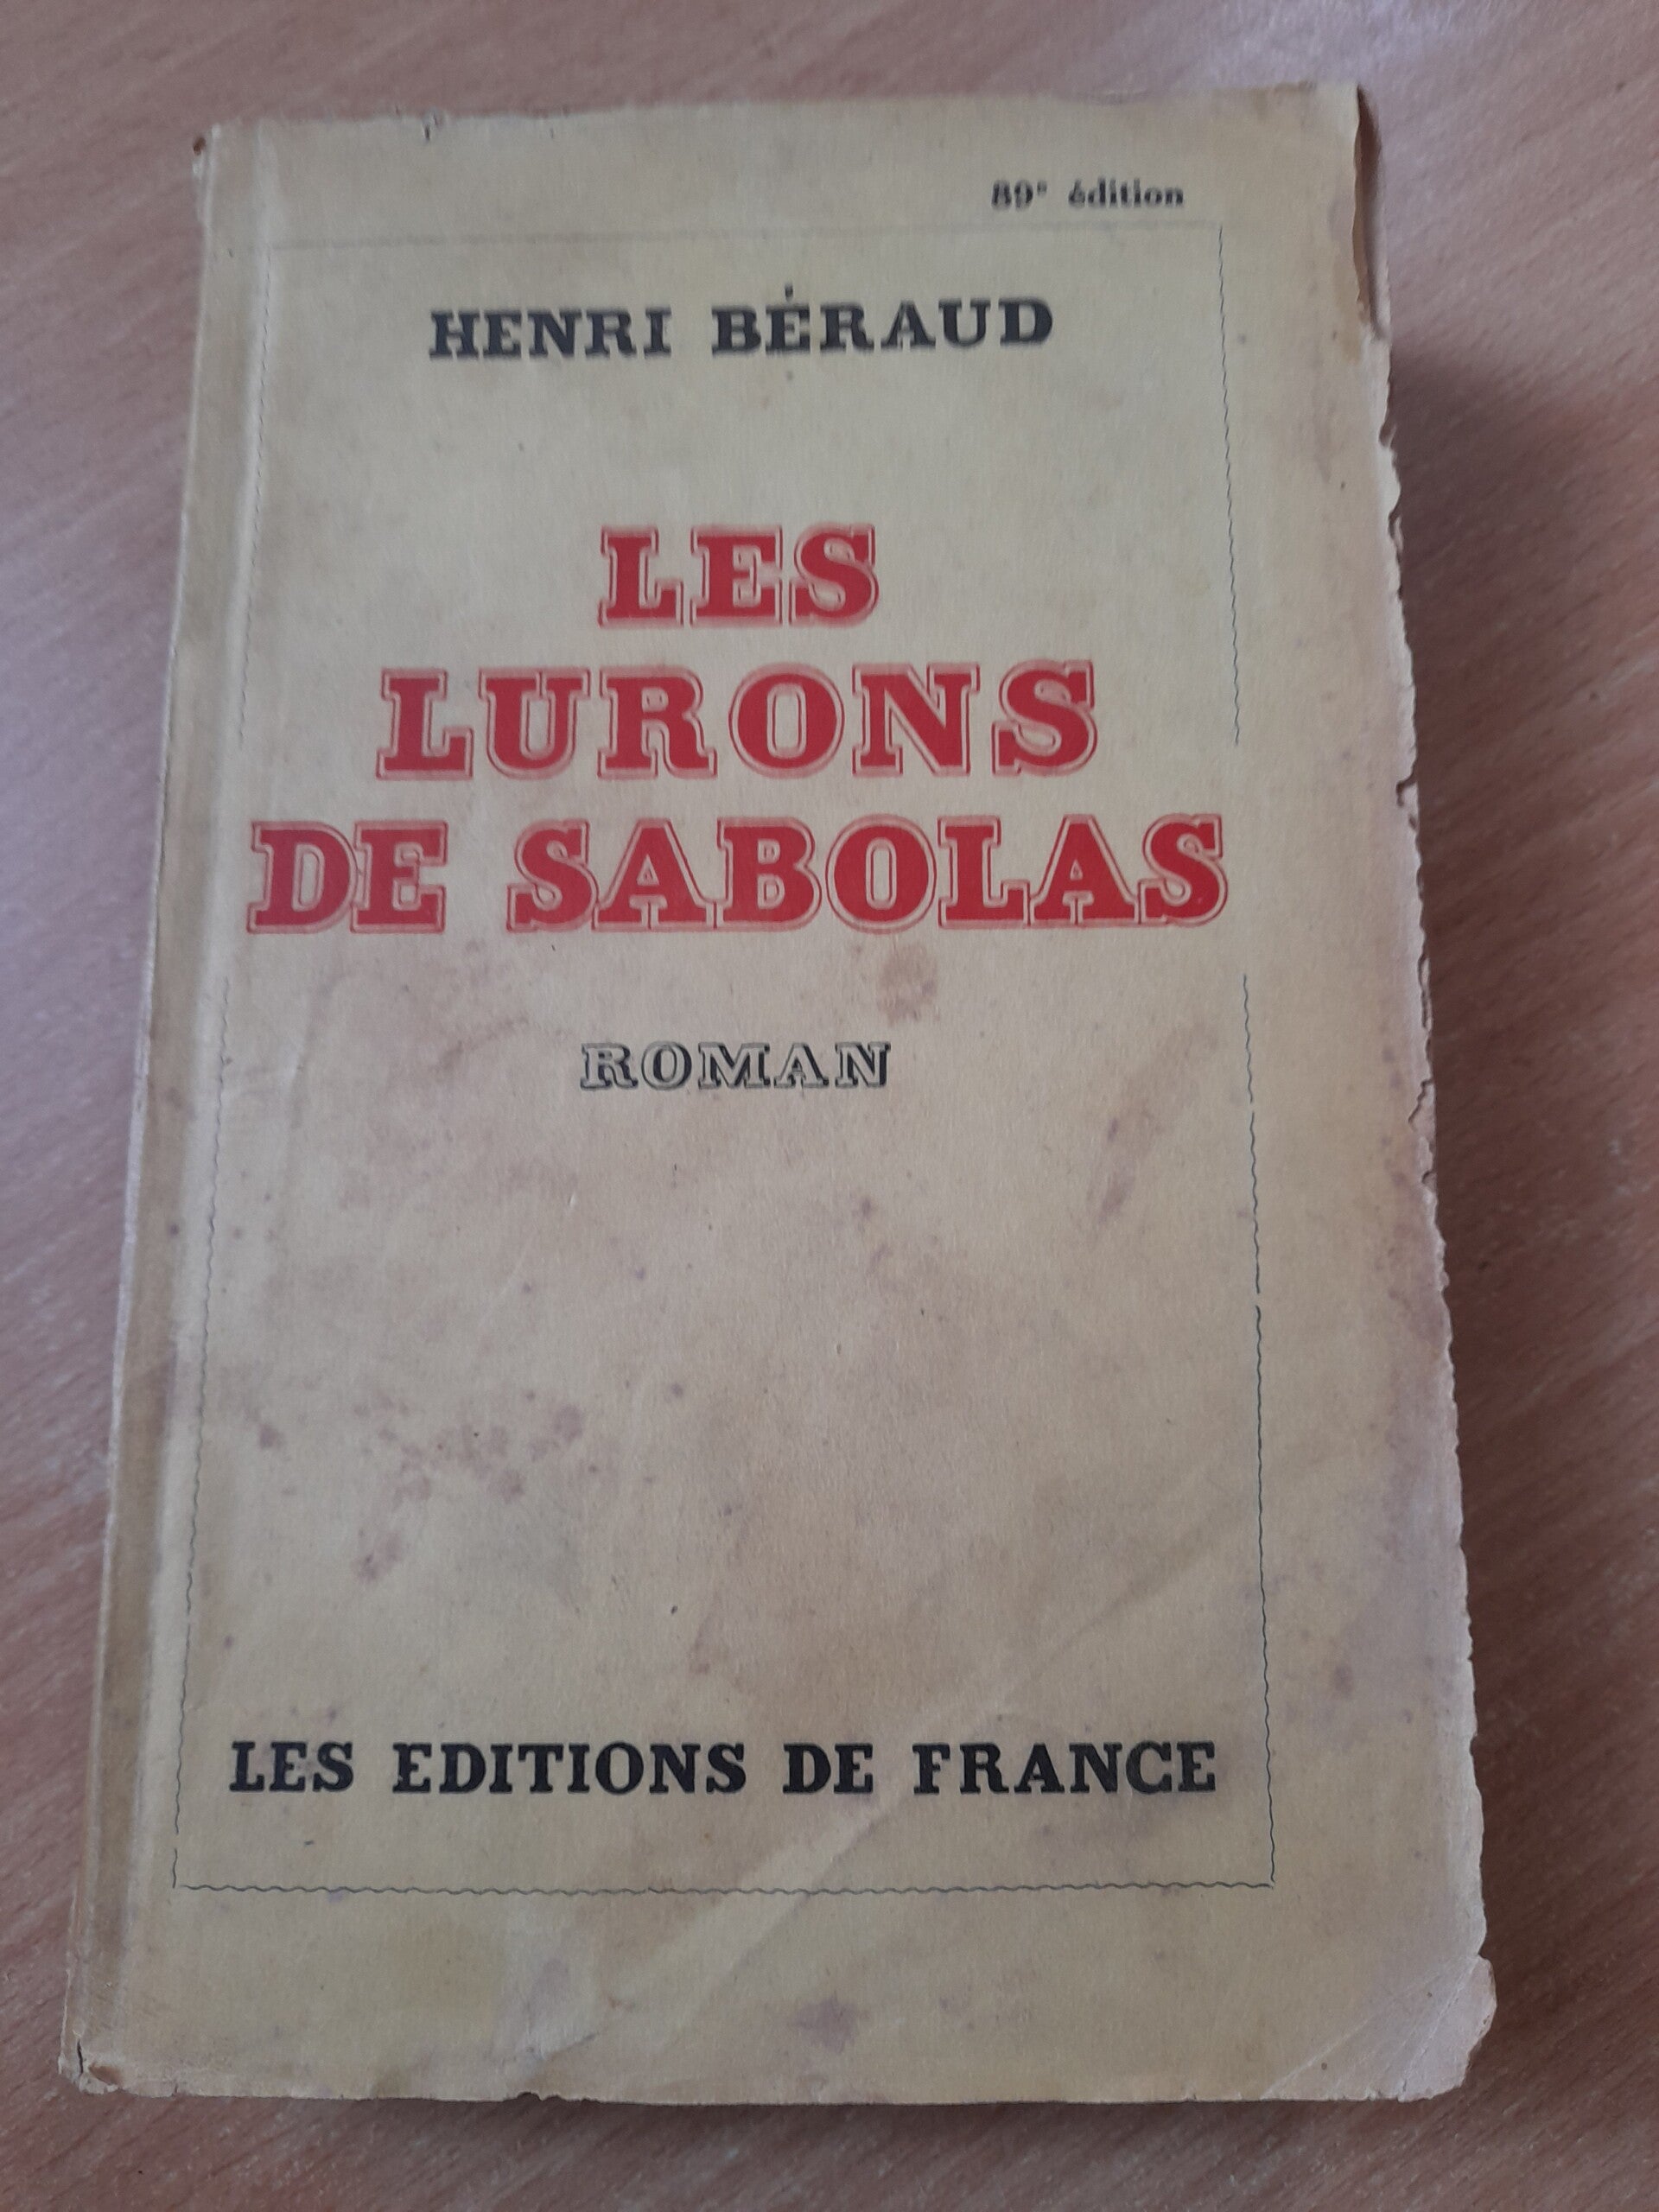 89e édition
HENRI BÉRAUD
LES
LURONS
DE SABOLAS
ROMAN
LES EDITIONS DE FRANCE